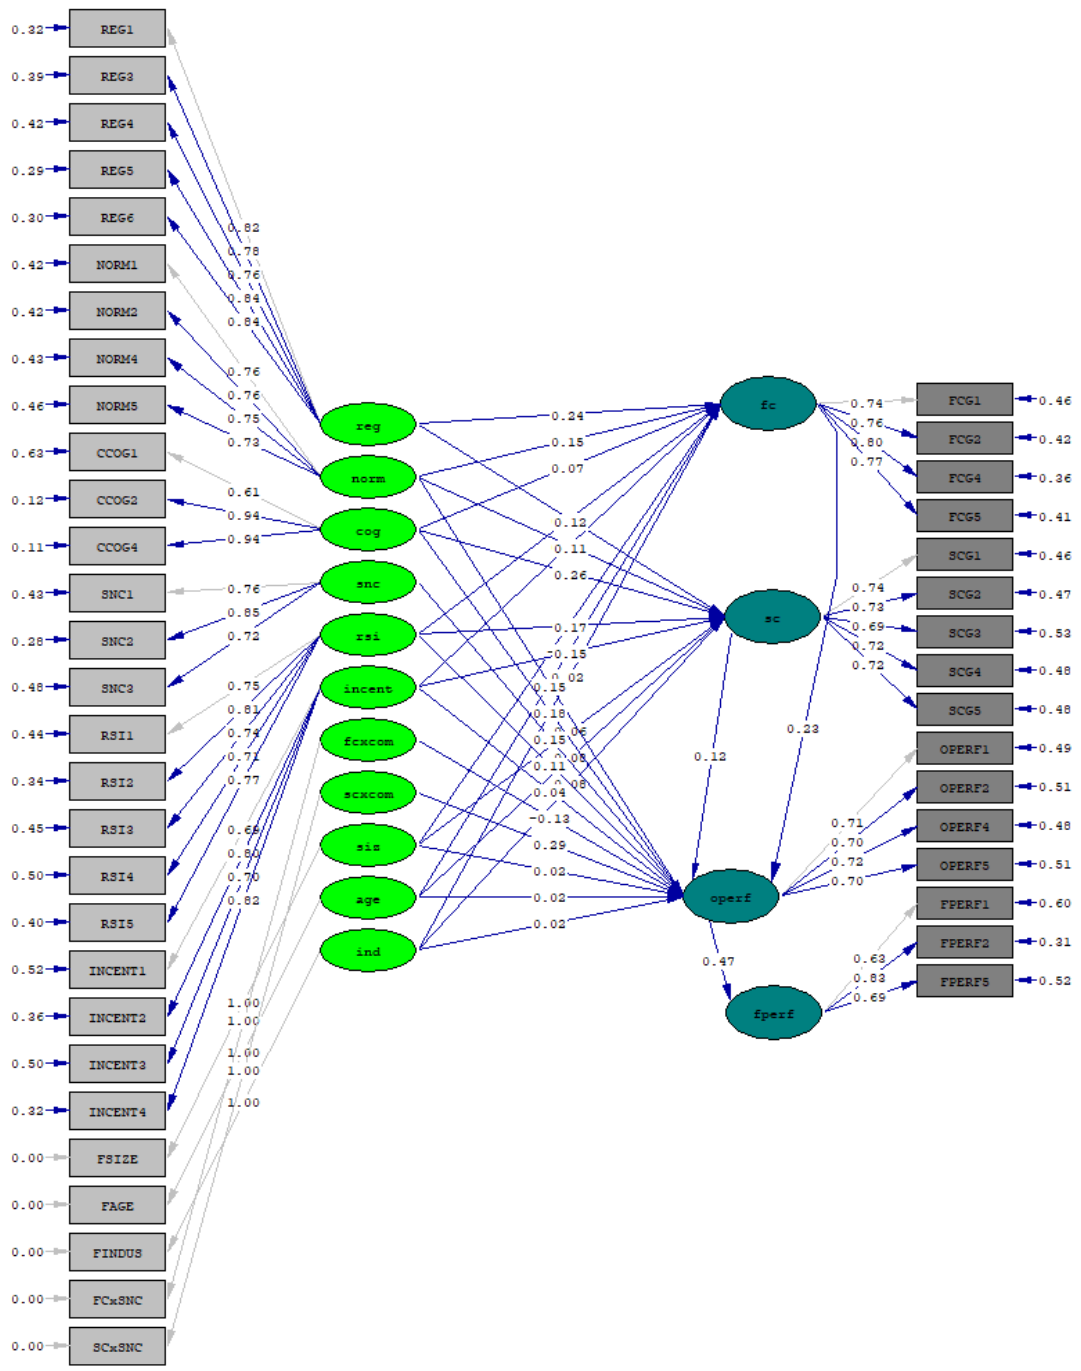 0.32 REG1
0.39 REG3
0.42 REG4
0.29 REG5
0.30 REG6
0.42 NORM1
0.42 NORM2
0.43 NORM4
0.46 NORM5
0.63 CCOG1
0.12 CCOG2
0.11 CCOG4
0.43 SNC1
0.28 SNC2
0.48 SNC3
0.44 RSI1
0.34 RSI2
0.45 RSI3
0.50 RSI4
0.40 RSI5
0.52 INCENT1
0.36 INCENT2
0.50 INCENT3
0.32 INCENT4
0.00 FSIZE
0.00 FAGE
0.00 FINDUS
0.00 FCxSNC
0.00 SCxSNC
0.82
0.78
0.76
0.84
0.84
0.76
0.76
0.75
0.73
0.61
0.94
0.94
0.76
0.85
0.72
0.75
0.81
0.74
0.71
0.77
0.69
0.80
0.70
0.82
1.00
1.00
1.00
1.00
1.00
reg
norm
cog
snc
rsi
incent
fcxcom
scxcom
sis
age
ind
0.24
0.15
0.07
0.12
0.11
0.26
0.17
0.15
0.02
0.15
0.18
0.15
0.11
0.04
-0.13
0.29
0.02
0.02
0.02
0.12
0.23
0.47
fc
sc
operf
fperf
0.74
0.76
0.80
0.77
0.74
0.73
0.69
0.72
0.72
0.71
0.70
0.72
0.70
0.63
0.83
0.69
FCG1 0.46
FCG2 0.42
FCG4 0.36
FCG5 0.41
SCG1 0.46
SCG2 0.47
SCG3 0.53
SCG4 0.48
SCG5 0.48
OPERF1 0.49
OPERF2 0.51
OPERF4 0.48
OPERF5 0.51
FPERF1 0.60
FPERF2 0.31
FPERF5 0.52